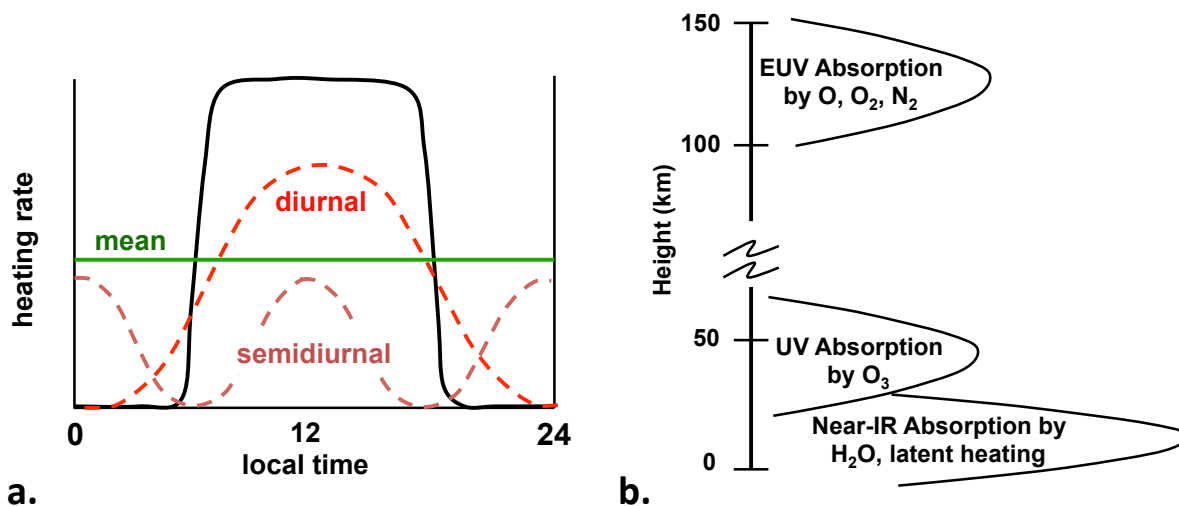 heating rate
mean
diurnal
semidiurnal
0
12
24
local time
a.
Height (km)
150
100
50
0
EUV Absorption
by O, O₂, N₂
UV Absorption
by O₃
Near-IR Absorption by
H₂O, latent heating
b.